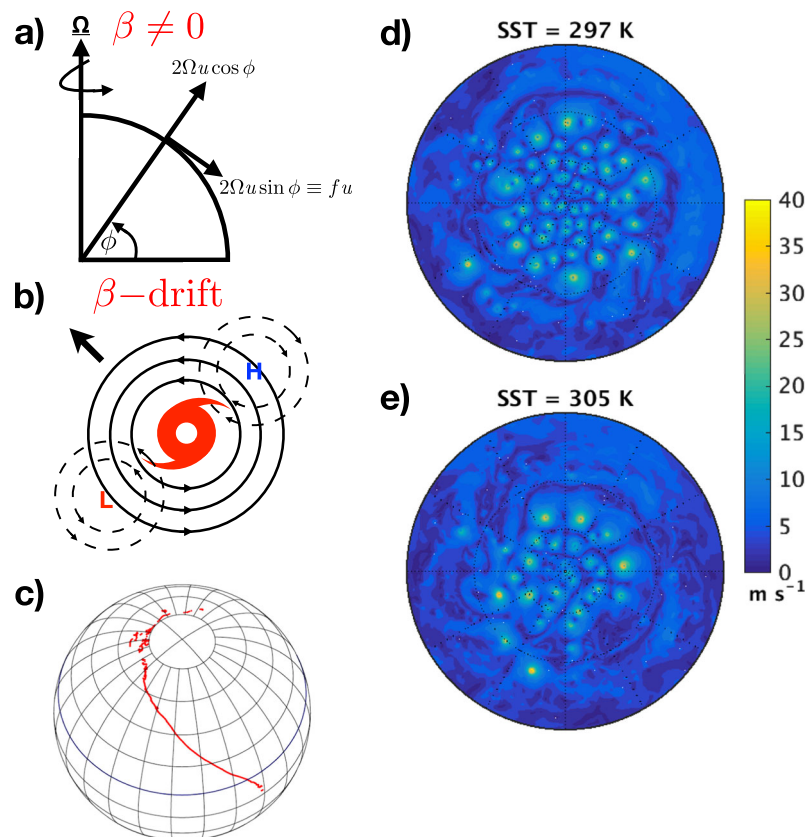 a)
β ≠ 0
Ω
2Ωu cos ϕ
2Ωu sin ϕ ≡ fu
ϕ
b)
β−drift
H
L
c)
d)
SST = 297 K
e)
SST = 305 K
40
35
30
25
20
15
10
5
0
m s⁻¹